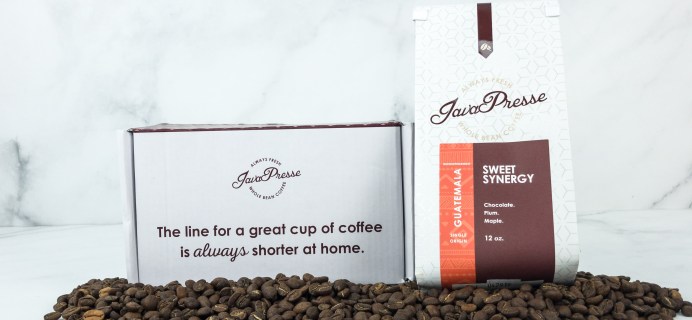 ALWAYS FRESH
JavaPresse
WHOLE BEAN COFFEE
The line for a great cup of coffee
is always shorter at home.
ALWAYS FRESH
JavaPresse
WHOLE BEAN COFFEE
GUATEMALA
SINGLE
ORIGIN
SWEET
SYNERGY
Chocolate.
Plum.
Maple.
12 oz.